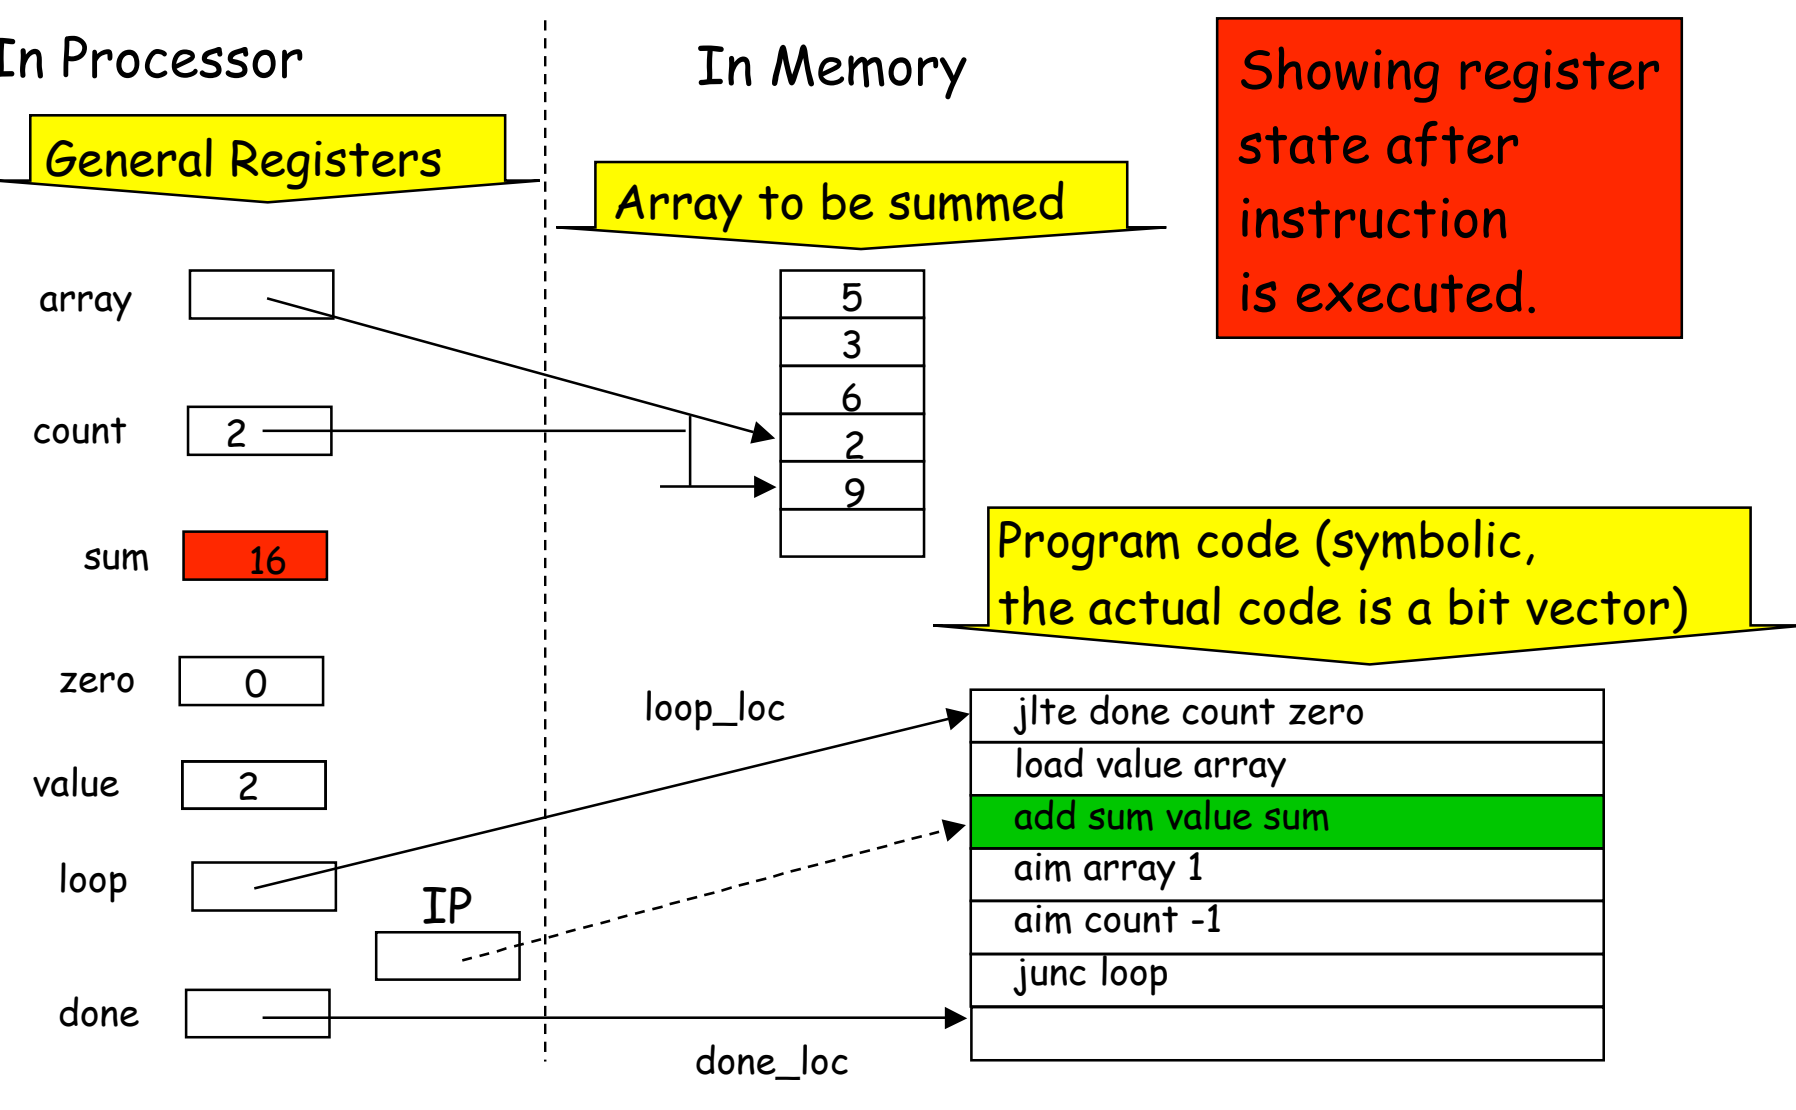 In Processor
In Memory
Showing register
state after
instruction
is executed.
General Registers
Array to be summed
array
5
3
6
2
9
count 2
sum 16
zero 0
value 2
loop
IP
done
Program code (symbolic,
the actual code is a bit vector)
loop_loc
jlte done count zero
load value array
add sum value sum
aim array 1
aim count -1
junc loop
done_loc